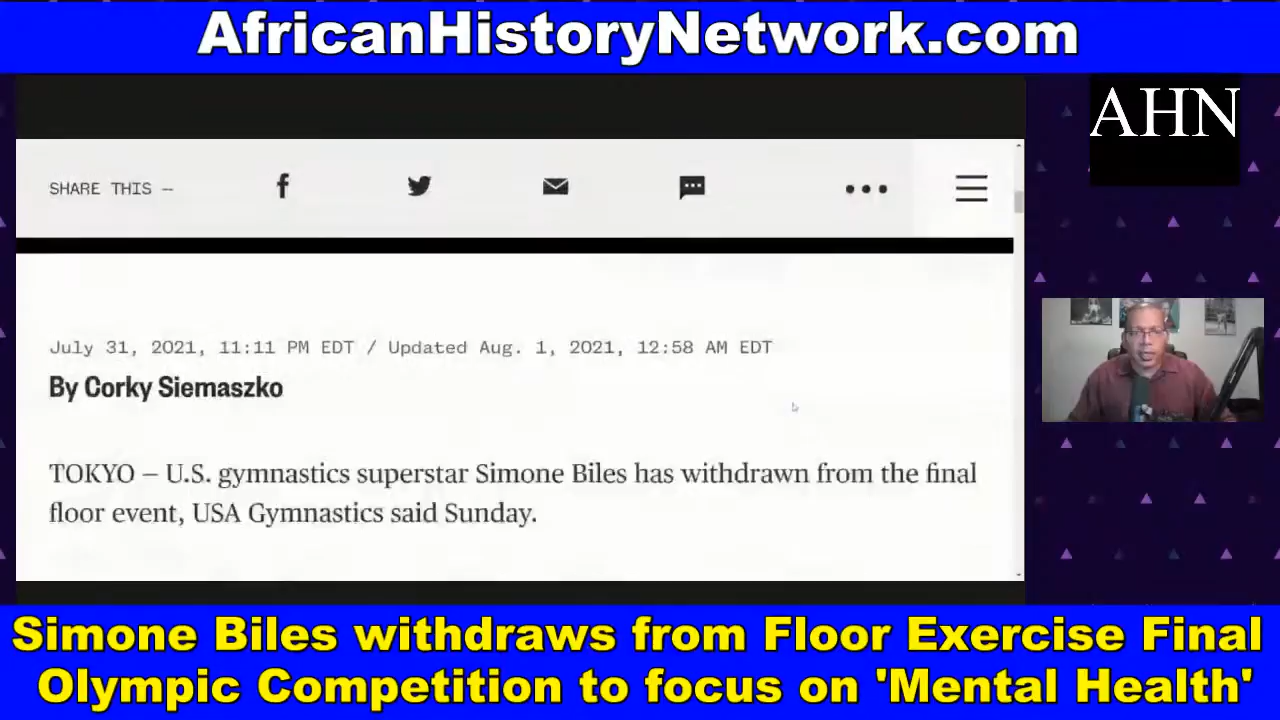 AfricanHistoryNetwork.com
AHN
SHARE THIS —
July 31, 2021, 11:11 PM EDT / Updated Aug. 1, 2021, 12:58 AM EDT
By Corky Siemaszko
TOKYO — U.S. gymnastics superstar Simone Biles has withdrawn from the final
floor event, USA Gymnastics said Sunday.
Simone Biles withdraws from Floor Exercise Final
Olympic Competition to focus on 'Mental Health'